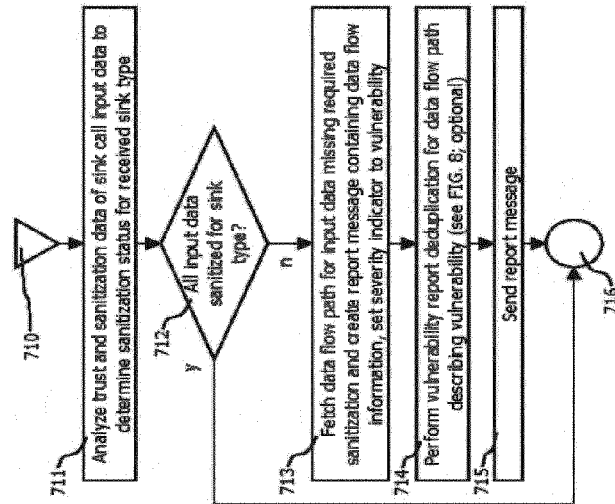 710
711
Analyze trust and sanitization data of sink call input data to
determine sanitization status for received sink type
712
All input data
sanitized for sink
type?
y
n
713
Fetch data flow path for input data missing required
sanitization and create report message containing data flow
information, set severity indicator to vulnerability
714
Perform vulnerability report deduplication for data flow path
describing vulnerability (see FIG. 8; optional)
715
Send report message
716